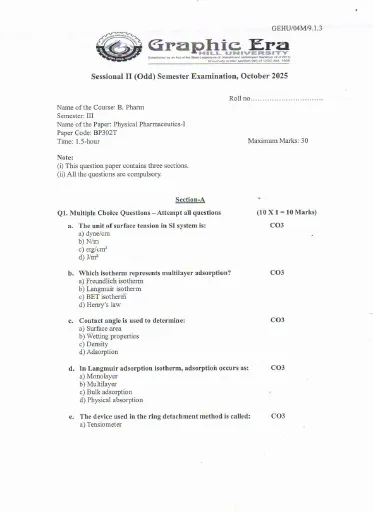 GEHU/04M/9.1.3
Graphic Era
HILL UNIVERSITY
Sessional II (Odd) Semester Examination, October 2025
Roll no..............................
Name of the Course: B. Pharm
Semester: III
Name of the Paper: Physical Pharmaceutics-I
Paper Code: BP302T
Time: 1.5-hour Maximum Marks: 30
Note:
(i) This question paper contains three sections.
(ii) All the questions are compulsory.
Section-A
Q1. Multiple Choice Questions – Attempt all questions (10 X 1 = 10 Marks)
a. The unit of surface tension in SI system is: CO3
a) dyne/cm
b) N/m
c) erg/cm²
d) J/m²
b. Which isotherm represents multilayer adsorption? CO3
a) Freundlich isotherm
b) Langmuir isotherm
c) BET isotherm
d) Henry's law
c. Contact angle is used to determine: CO3
a) Surface area
b) Wetting properties
c) Density
d) Adsorption
d. In Langmuir adsorption isotherm, adsorption occurs as: CO3
a) Monolayer
b) Multilayer
c) Bulk adsorption
d) Physical absorption
e. The device used in the ring detachment method is called: CO3
a) Tensiometer